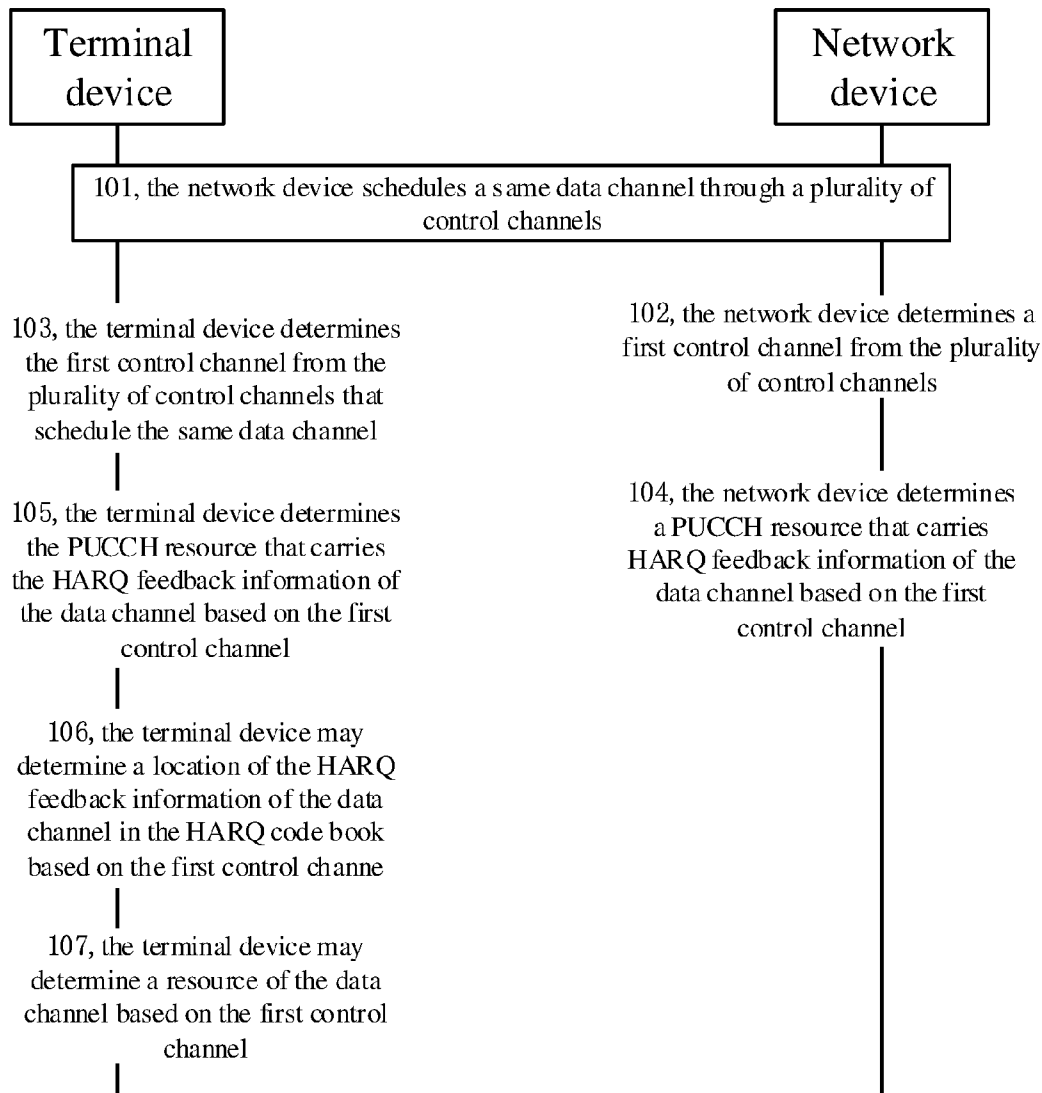 Terminal
device
Network
device
101, the network device schedules a same data channel through a plurality of
control channels
102, the network device determines a
first control channel from the plurality
of control channels
103, the terminal device determines
the first control channel from the
plurality of control channels that
schedule the same data channel
104, the network device determines
a PUCCH resource that carries
HARQ feedback information of the
data channel based on the first
control channel
105, the terminal device determines
the PUCCH resource that carries
the HARQ feedback information of
the data channel based on the first
control channel
106, the terminal device may
determine a location of the HARQ
feedback information of the data
channel in the HARQ code book
based on the first control channe
107, the terminal device may
determine a resource of the data
channel based on the first control
channel